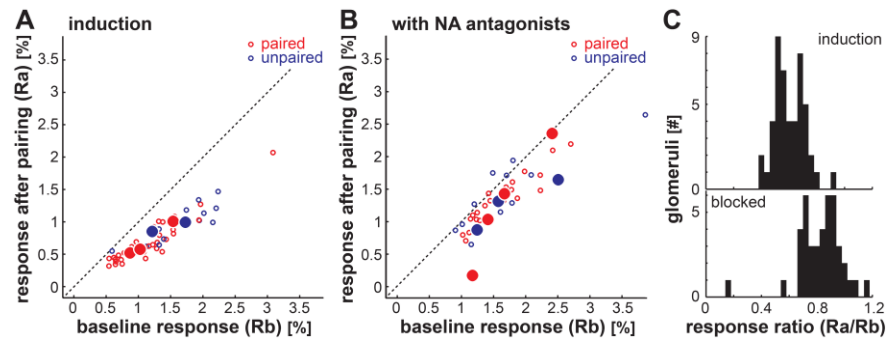 A induction
paired
unpaired
response after pairing (Ra) [%]
3.5
3
2.5
2
1.5
1
0.5
0
0 0.5 1 1.5 2 2.5 3 3.5
baseline response (Rb) [%]
B with NA antagonists
paired
unpaired
response after pairing (Ra) [%]
3.5
3
2.5
2
1.5
1
0.5
0
0 0.5 1 1.5 2 2.5 3 3.5
baseline response (Rb) [%]
C
induction
9
5
0
glomeruli [#]
blocked
5
0
0 0.4 0.8 1.2
response ratio (Ra/Rb)